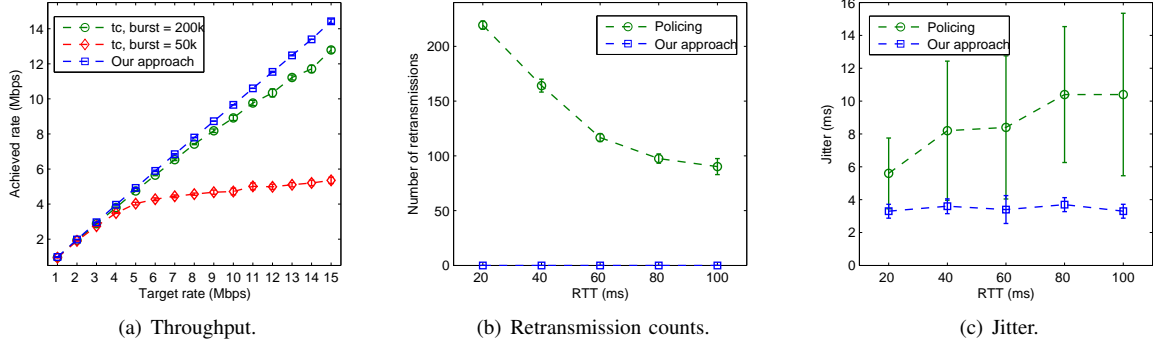 14
12
10
8
6
4
2
Achieved rate (Mbps)
tc, burst = 200k
tc, burst = 50k
Our approach
1 2 3 4 5 6 7 8 9 10 11 12 13 14 15
Target rate (Mbps)
(a) Throughput.
200
150
100
50
0
Number of retransmissions
Policing
Our approach
20 40 60 80 100
RTT (ms)
(b) Retransmission counts.
16
14
12
10
8
6
4
2
0
Jitter (ms)
Policing
Our approach
20 40 60 80 100
RTT (ms)
(c) Jitter.